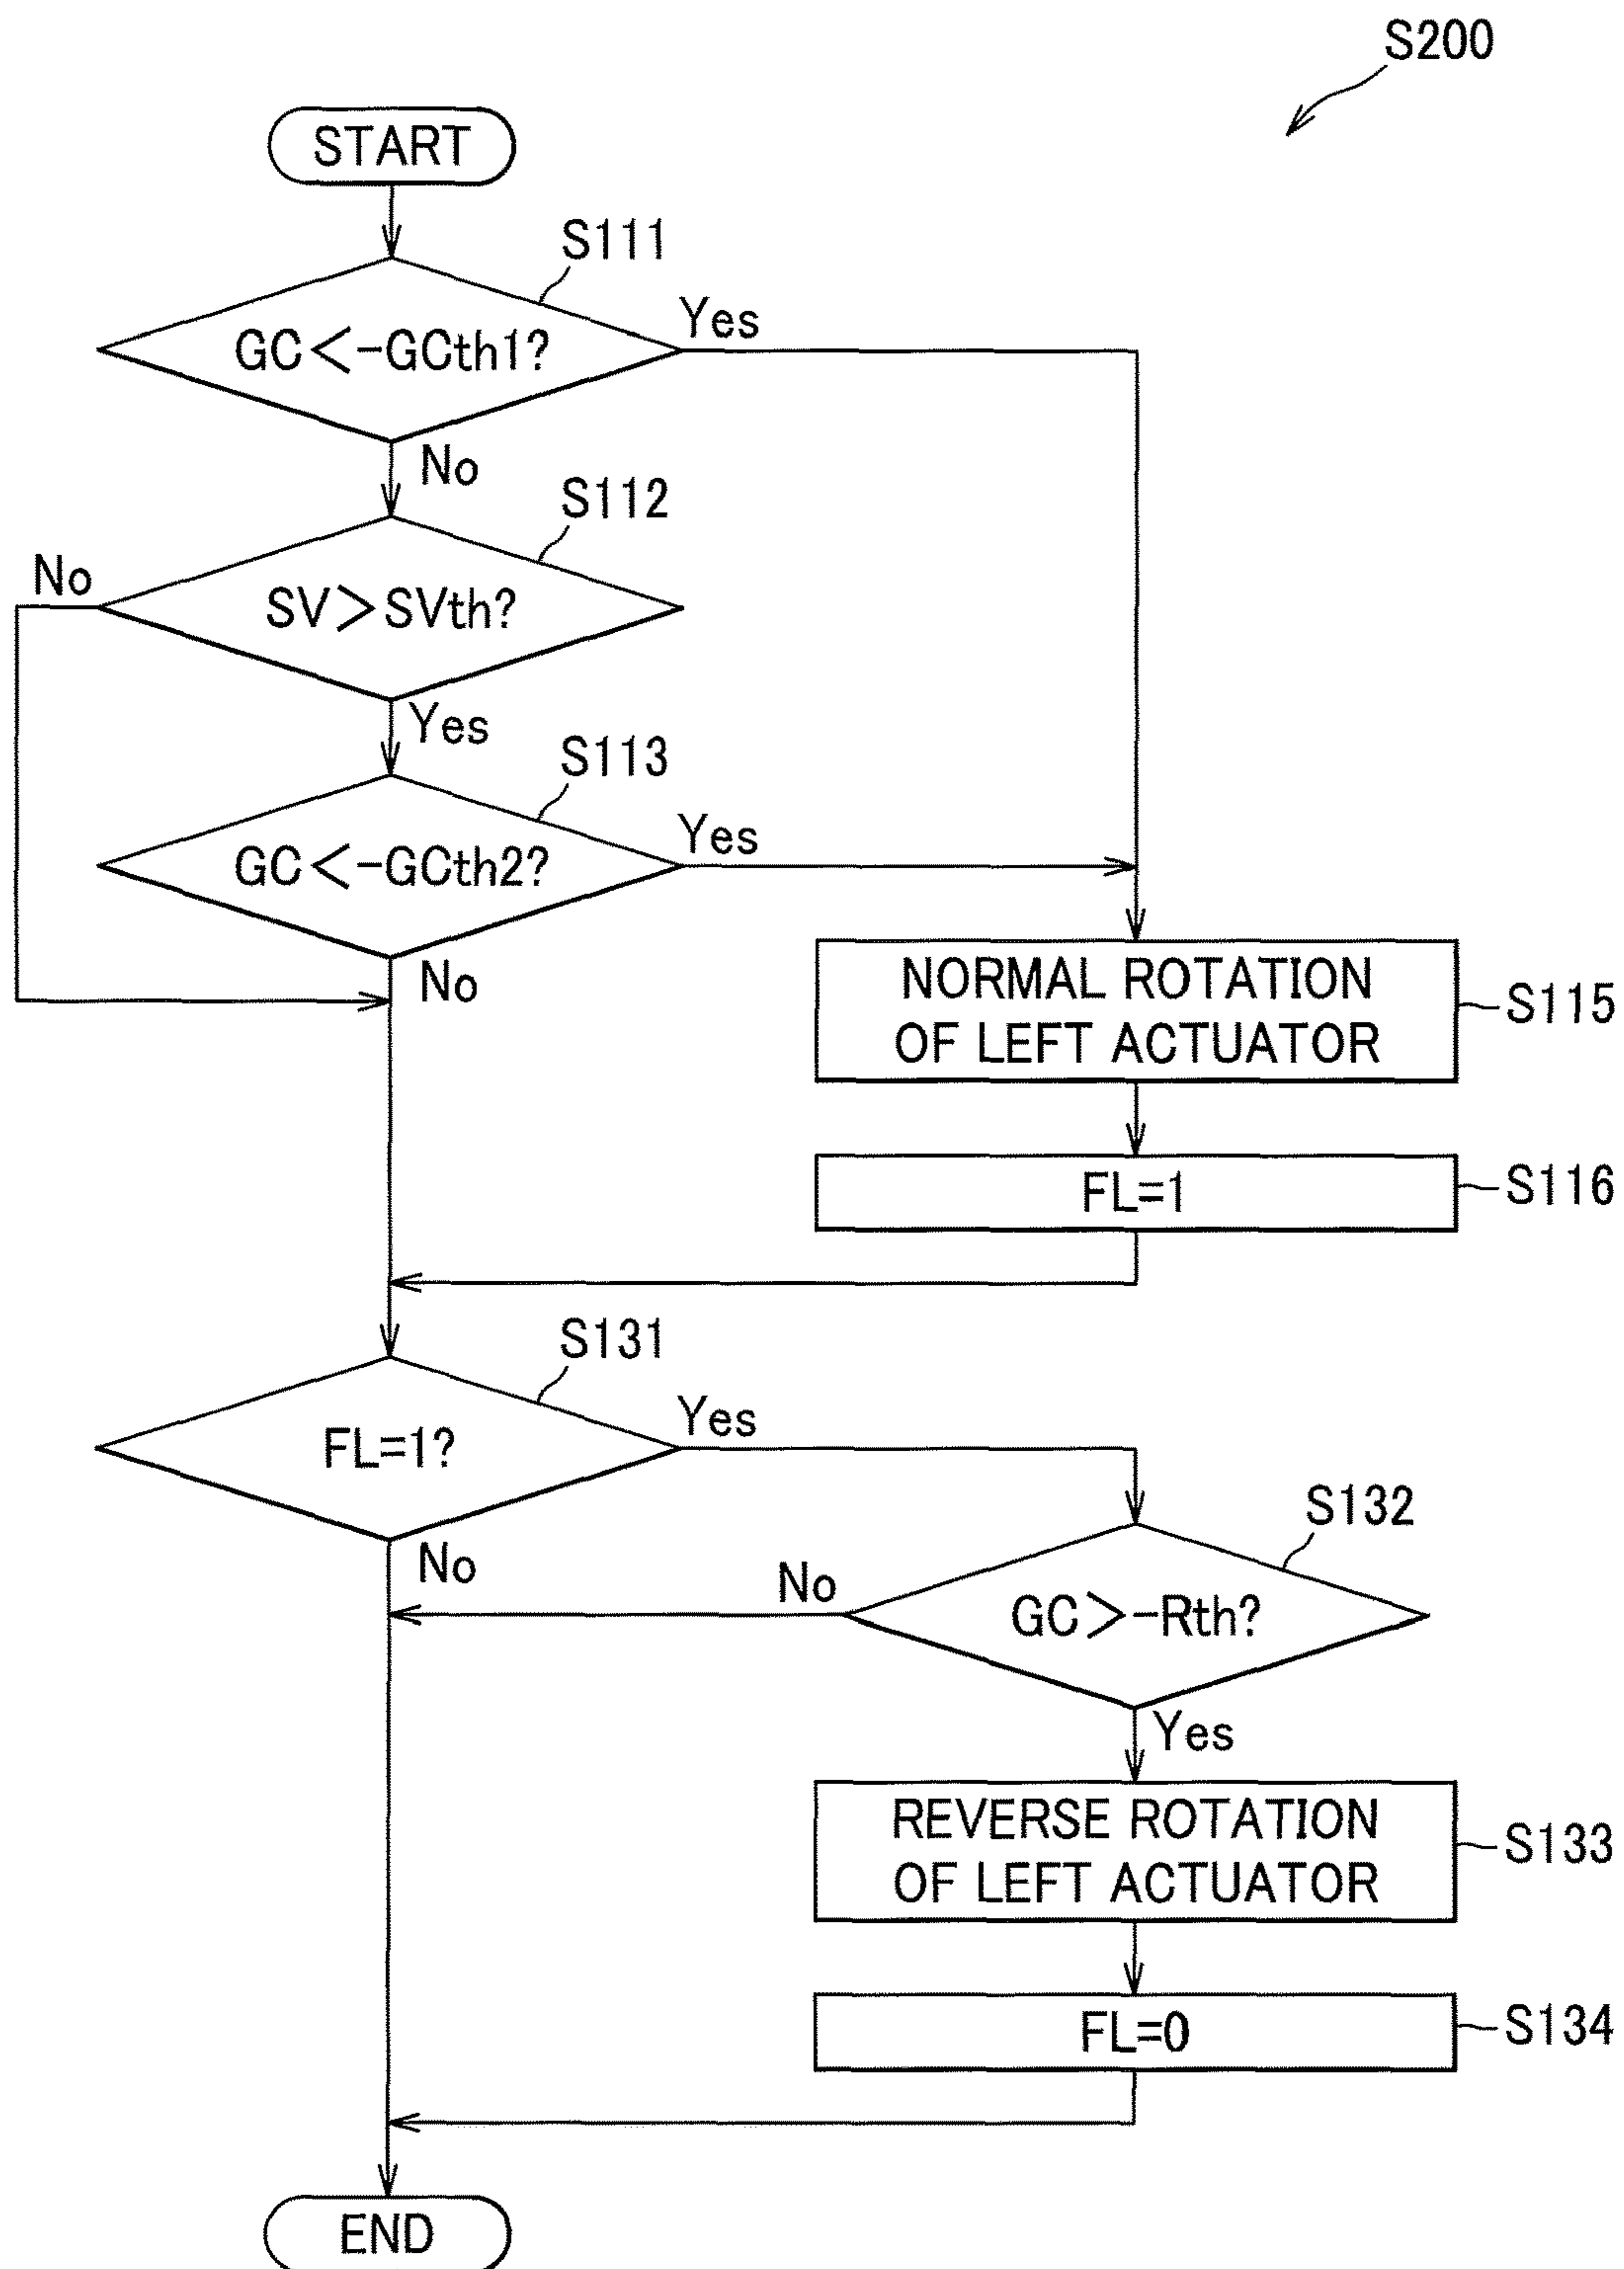 S200
START
S111
GC<-GCth1?
Yes
No
S112
No
SV>SVth?
Yes
S113
GC<-GCth2?
Yes
No
NORMAL ROTATION
OF LEFT ACTUATOR
S115
FL=1
S116
S131
FL=1?
Yes
No
S132
No
GC>-Rth?
Yes
REVERSE ROTATION
OF LEFT ACTUATOR
S133
FL=0
S134
END